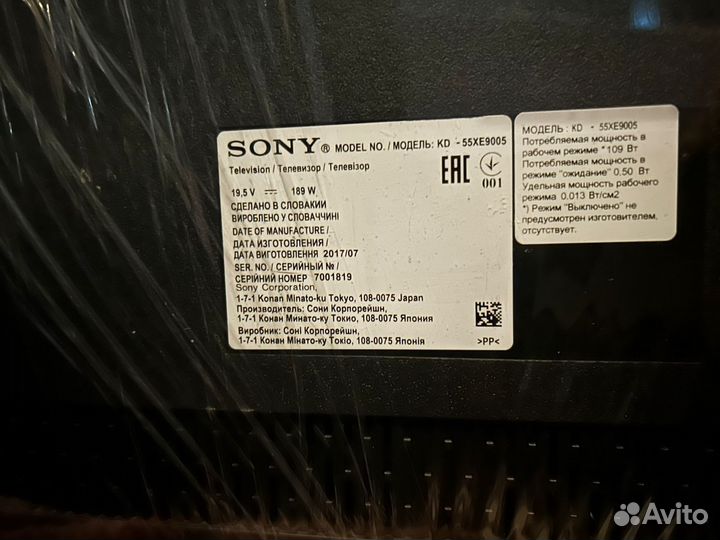 SONY® MODEL NO. / МОДЕЛЬ: KD -55XE9005
Television / Телевизор / Телевізор
19,5 V ⎓ 189 W
СДЕЛАНО В СЛОВАКИИ
ВИРОБЛЕНО У СЛОВАЧЧИНІ
DATE OF MANUFACTURE /
ДАТА ИЗГОТОВЛЕНИЯ /
ДАТА ВИГОТОВЛЕННЯ 2017/07
SER. NO./ СЕРИЙНЫЙ №/
СЕРІЙНИЙ НОМЕР 7001819
Sony Corporation,
1-7-1 Konan Minato-ku Tokyo, 108-0075 Japan
Производитель: Сони Корпорейшн,
1-7-1 Конан Минато-ку Токио, 108-0075 Япония
Виробник: Соні Корпорейшн,
1-7-1 Конан Мінато-ку Токіо, 108-0075 Японія
EAC
001
>PP<
МОДЕЛЬ : KD - 55XE9005
Потребляемая мощность в
рабочем режиме *109 Вт
Потребляемая мощность в
режиме "ожидание" 0,50 Вт
Удельная мощность рабочего
режима 0,013 Вт/см2
*) Режим "Выключено" не
предусмотрен изготовителем,
отсутствует.
Avito